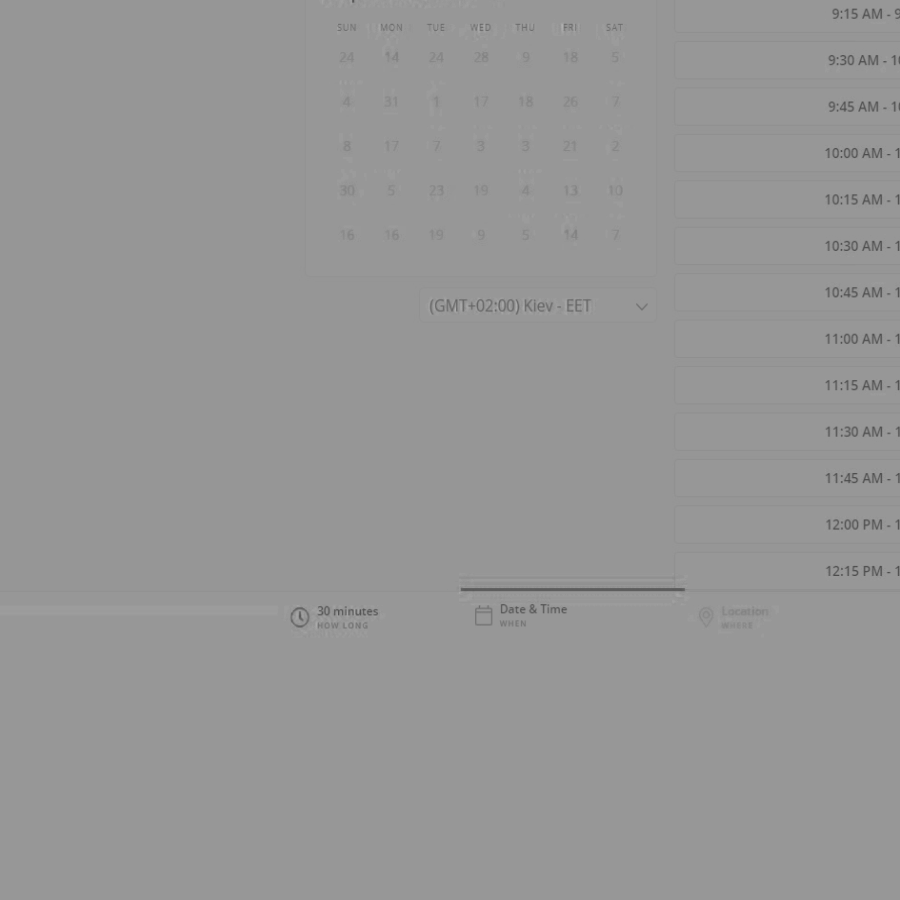 SUN MON TUE WED THU FRI SAT
24 14 24 28 9 18 5
4 31 1 17 18 26 7
8 17 7 3 3 21 2
30 5 23 19 4 13 10
16 16 19 9 5 14 7
(GMT+02:00) Kiev - EET
9:15 AM - 9
9:30 AM - 10
9:45 AM - 10
10:00 AM - 1
10:15 AM - 1
10:30 AM - 1
10:45 AM - 1
11:00 AM - 1
11:15 AM - 1
11:30 AM - 1
11:45 AM - 1
12:00 PM - 1
12:15 PM - 1
30 minutes
HOW LONG
Date & Time
WHEN
Location
WHERE